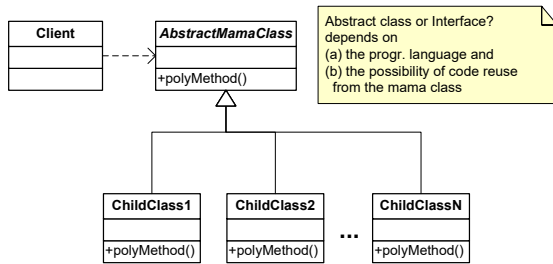 Client
AbstractMamaClass
+polyMethod()
Abstract class or Interface?
depends on
(a) the progr. language and
(b) the possibility of code reuse
from the mama class
ChildClass1
+polyMethod()
ChildClass2
+polyMethod()
...
ChildClassN
+polyMethod()